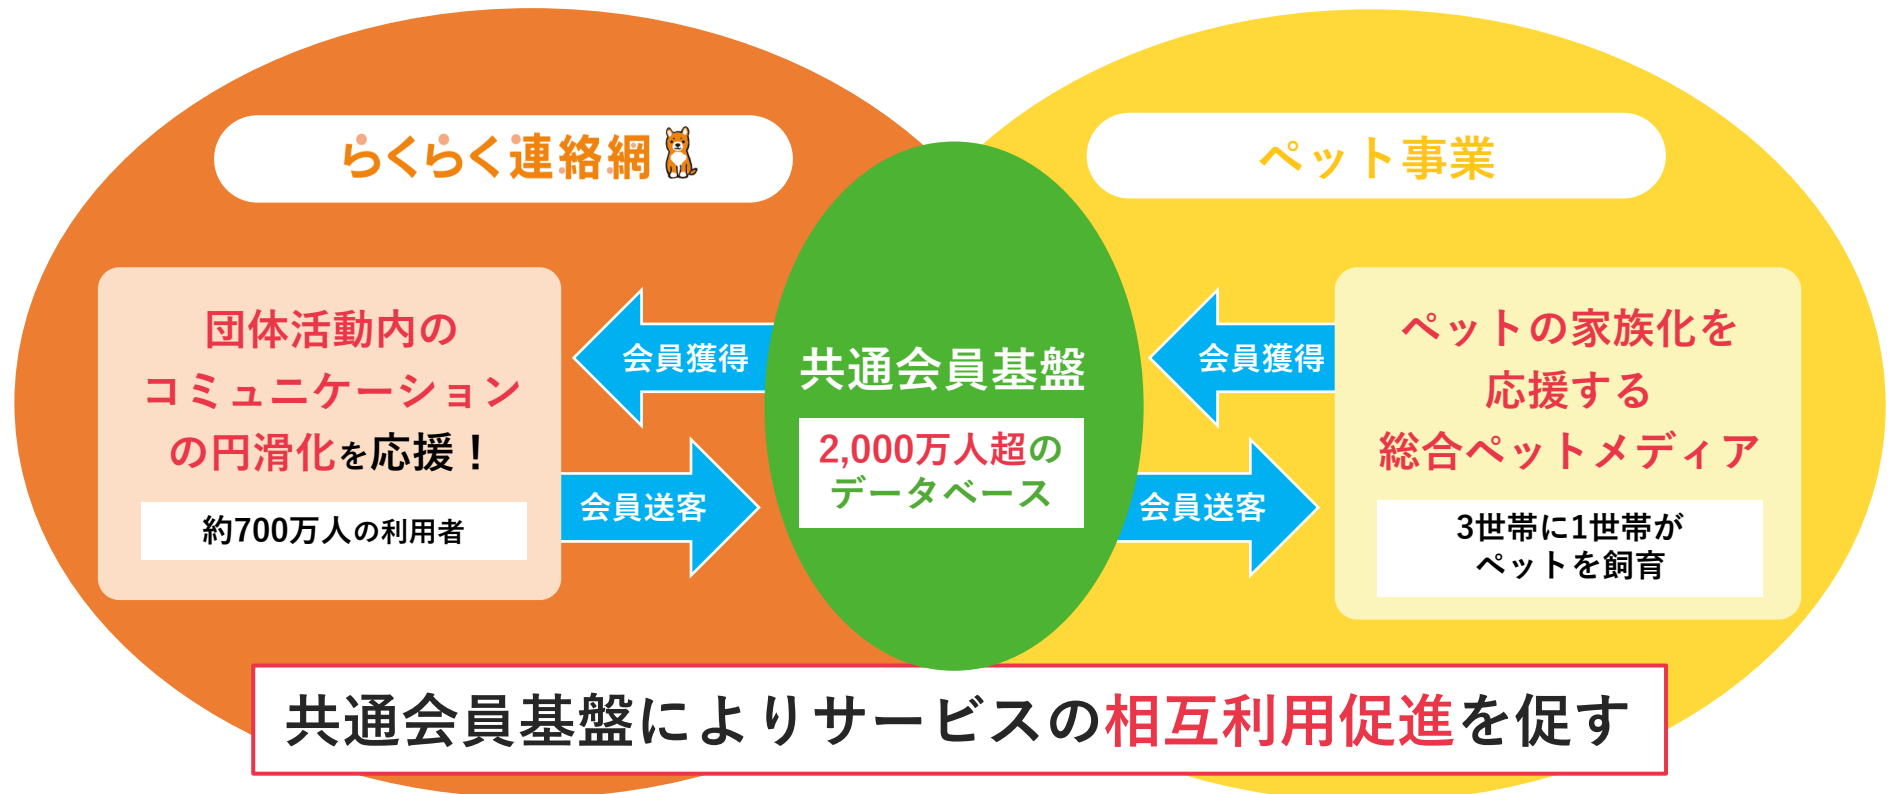 らくらく連絡網
ペット事業
団体活動内の
コミュニケーション
の円滑化を応援！
約700万人の利用者
会員獲得
会員送客
共通会員基盤
2,000万人超の
データベース
会員獲得
会員送客
ペットの家族化を
応援する
総合ペットメディア
3世帯に1世帯が
ペットを飼育
共通会員基盤によりサービスの相互利用促進を促す